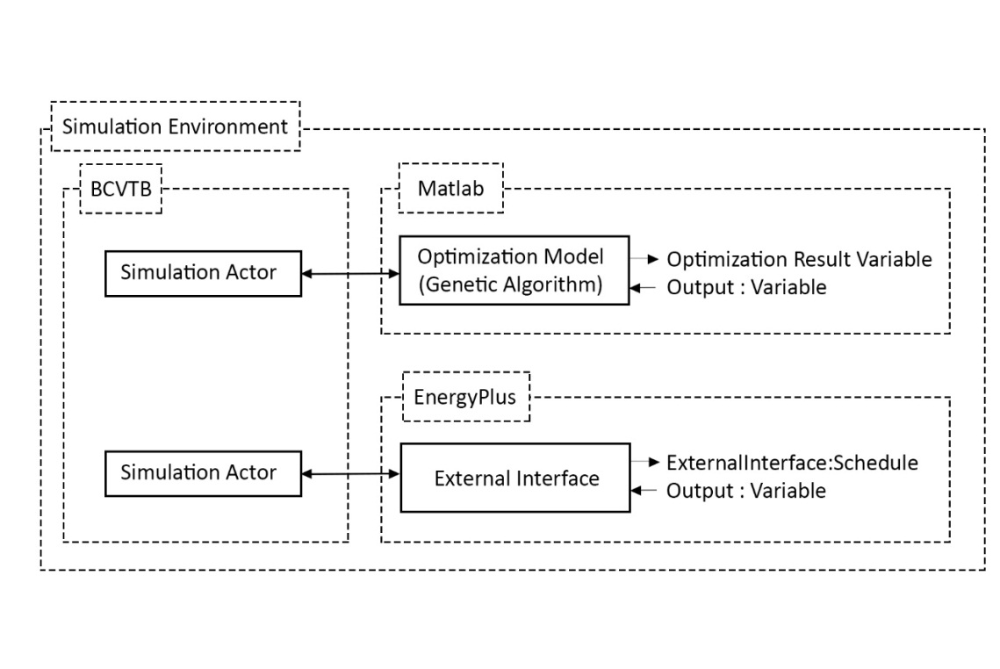 Simulation Environment
BCVTB
Matlab
Simulation Actor
Optimization Model
(Genetic Algorithm)
Optimization Result Variable
Output : Variable
EnergyPlus
Simulation Actor
External Interface
ExternalInterface:Schedule
Output : Variable